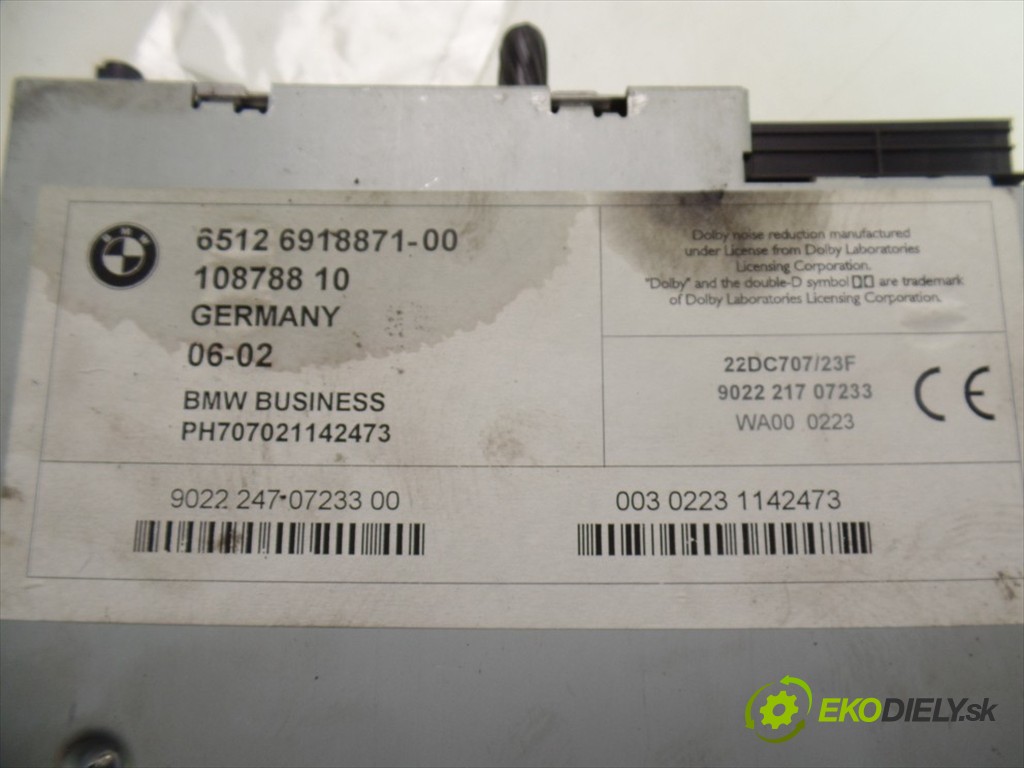 BMW
6512 6918871-00
108788 10
GERMANY
06-02
BMW BUSINESS
PH707021142473
Dolby noise reduction manufactured
under License from Dolby Laboratories
Licensing Corporation.
"Dolby" and the double-D symbol are trademark
of Dolby Laboratories Licensing Corporation.
22DC707/23F
9022 217 07233
WA00 0223
CE
9022 247 07233 00
003 0223 1142473
EKODIELY.sk